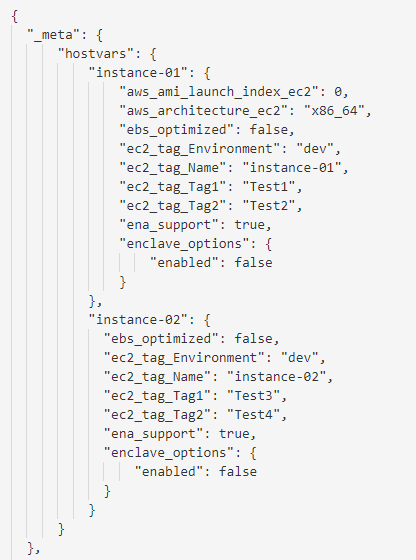 {
"_meta": {
"hostvars": {
"instance-01": {
"aws_ami_launch_index_ec2": 0,
"aws_architecture_ec2": "x86_64",
"ebs_optimized": false,
"ec2_tag_Environment": "dev",
"ec2_tag_Name": "instance-01",
"ec2_tag_Tag1": "Test1",
"ec2_tag_Tag2": "Test2",
"ena_support": true,
"enclave_options": {
"enabled": false
}
},
"instance-02": {
"ebs_optimized": false,
"ec2_tag_Environment": "dev",
"ec2_tag_Name": "instance-02",
"ec2_tag_Tag1": "Test3",
"ec2_tag_Tag2": "Test4",
"ena_support": true,
"enclave_options": {
"enabled": false
}
}
}
},